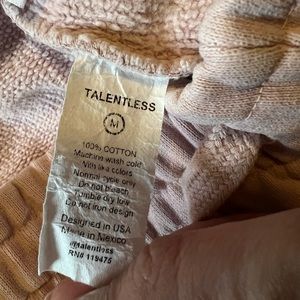 TALENTLESS
M
100% COTTON
Machine wash cold
With like colors
Normal cycle only
Do not bleach
Tumble dry low
Do not iron design
Designed in USA
Made in Mexico
#talentless
RN# 119475